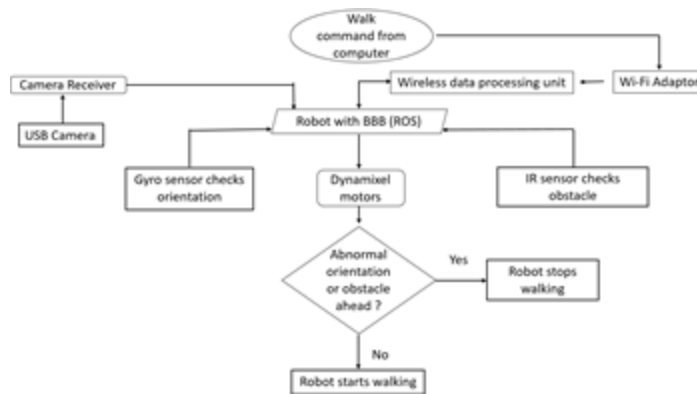 Walk
command from
computer
Camera Receiver
Wireless data processing unit
Wi-Fi Adaptor
USB Camera
Robot with BBB (ROS)
Gyro sensor checks
orientation
Dynamixel
motors
IR sensor checks
obstacle
Abnormal
orientation
or obstacle
ahead ?
Yes
Robot stops
walking
No
Robot starts walking